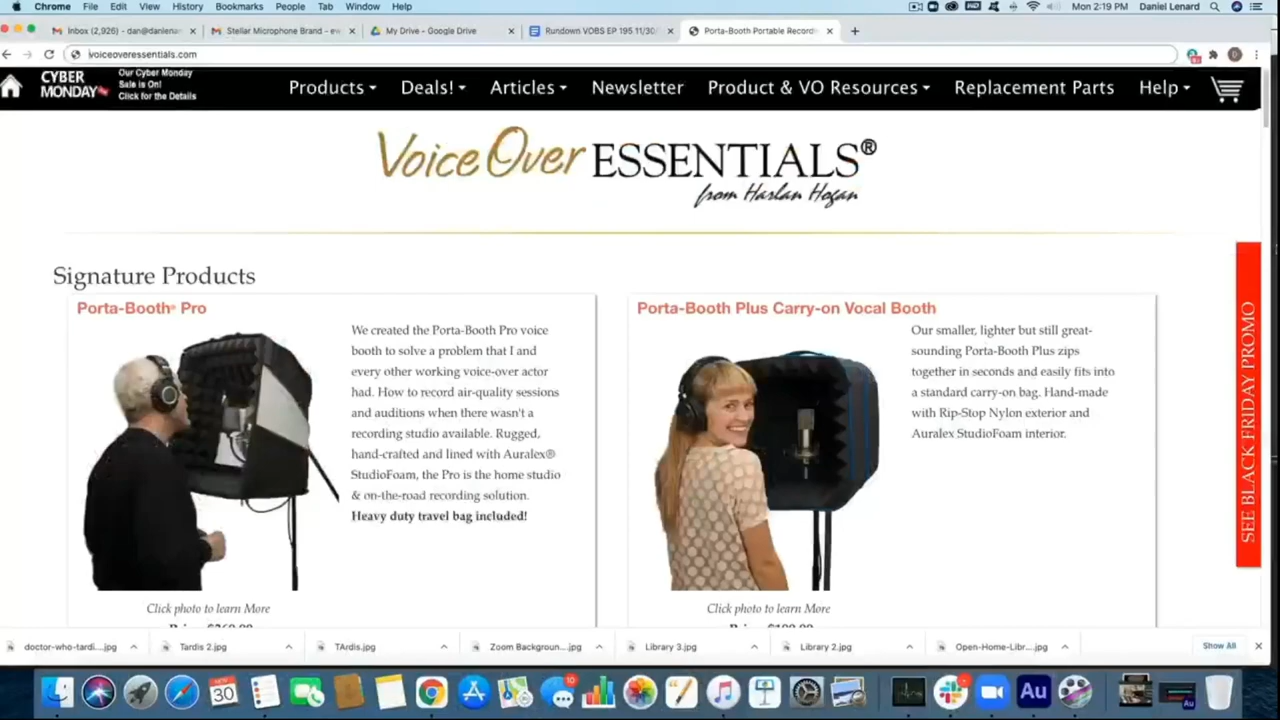 Chrome File Edit View History Bookmarks People Tab Window Help Mon 2:19 PM Daniel Lenard
Inbox (2,926) - dan@daniena Stellar Microphone Brand - ew My Drive - Google Drive Rundown VOBS EP 195 11/30/ Porta-Booth Portable Record
voiceoveressentials.com
CYBER MONDAY
Our Cyber Monday
Sale is On!
Click for the Details
Products Deals! Articles Newsletter Product & VO Resources Replacement Parts Help
VoiceOver ESSENTIALS®
from Harlan Hogan
Signature Products
Porta-Booth® Pro
We created the Porta-Booth Pro voice
booth to solve a problem that I and
every other working voice-over actor
had. How to record air-quality sessions
and auditions when there wasn't a
recording studio available. Rugged,
hand-crafted and lined with Auralex®
StudioFoam, the Pro is the home studio
& on-the-road recording solution.
Heavy duty travel bag included!
Click photo to learn More
Porta-Booth Plus Carry-on Vocal Booth
Our smaller, lighter but still great-
sounding Porta-Booth Plus zips
together in seconds and easily fits into
a standard carry-on bag. Hand-made
with Rip-Stop Nylon exterior and
Auralex StudioFoam interior.
Click photo to learn More
SEE BLACK FRIDAY PROMO
doctor-who-tardi....jpg Tardis 2.jpg TArdis.jpg Zoom Backgroun....jpg Library 3.jpg Library 2.jpg Open-Home-Libr....jpg Show All
NOV 30 10 Au Au